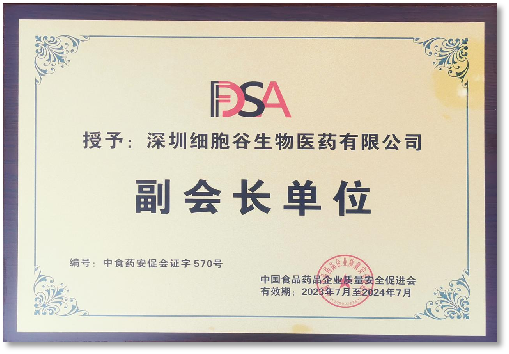 FDSA
授予：深圳细胞谷生物医药有限公司
副会长单位
编号：中食药安促会证字570号
中国食品药品企业质量安全促进会
有效期：2023年7月至2024年7月